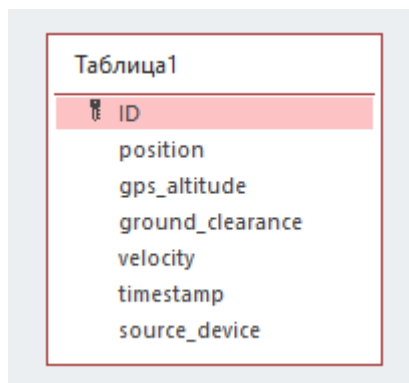 Таблица1
ID
position
gps_altitude
ground_clearance
velocity
timestamp
source_device